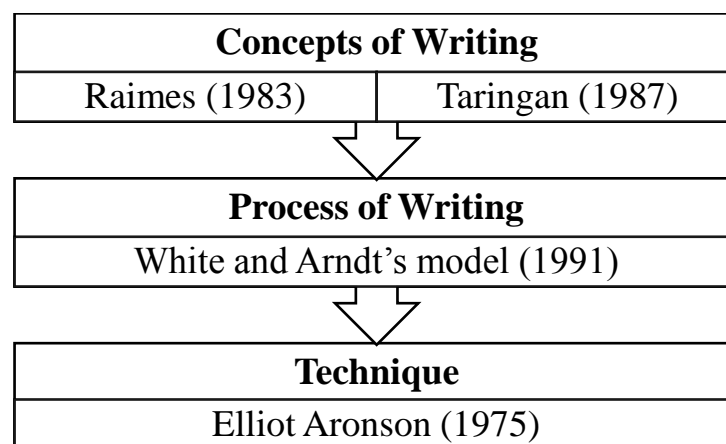 Concepts of Writing
Raimes (1983) Taringan (1987)
Process of Writing
White and Arndt's model (1991)
Technique
Elliot Aronson (1975)